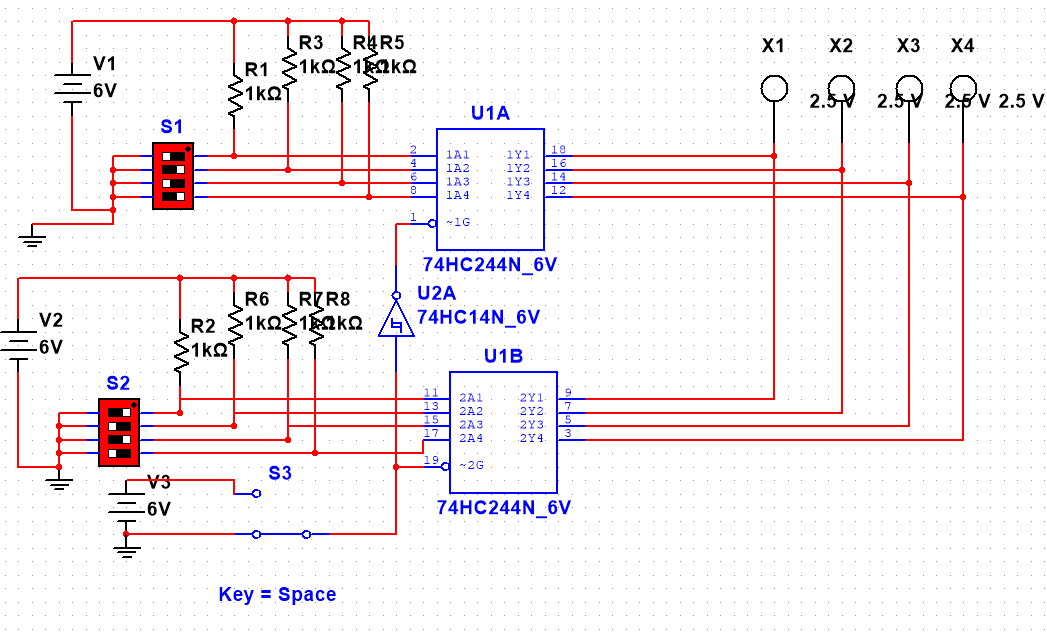 X1 X2 X3 X4
2.5 V 2.5 V 2.5 V 2.5 V
V1
6V
R1
1kΩ
R3
1kΩ
R4
1kΩ
R5
1kΩ
S1
U1A
2 1A1 1Y1 18
4 1A2 1Y2 16
6 1A3 1Y3 14
8 1A4 1Y4 12
1 ~1G
74HC244N_6V
U2A
74HC14N_6V
V2
6V
R2
1kΩ
R6
1kΩ
R7
1kΩ
R8
1kΩ
S2
U1B
11 2A1 2Y1 9
13 2A2 2Y2 7
15 2A3 2Y3 5
17 2A4 2Y4 3
19 ~2G
74HC244N_6V
V3
6V
S3
Key = Space